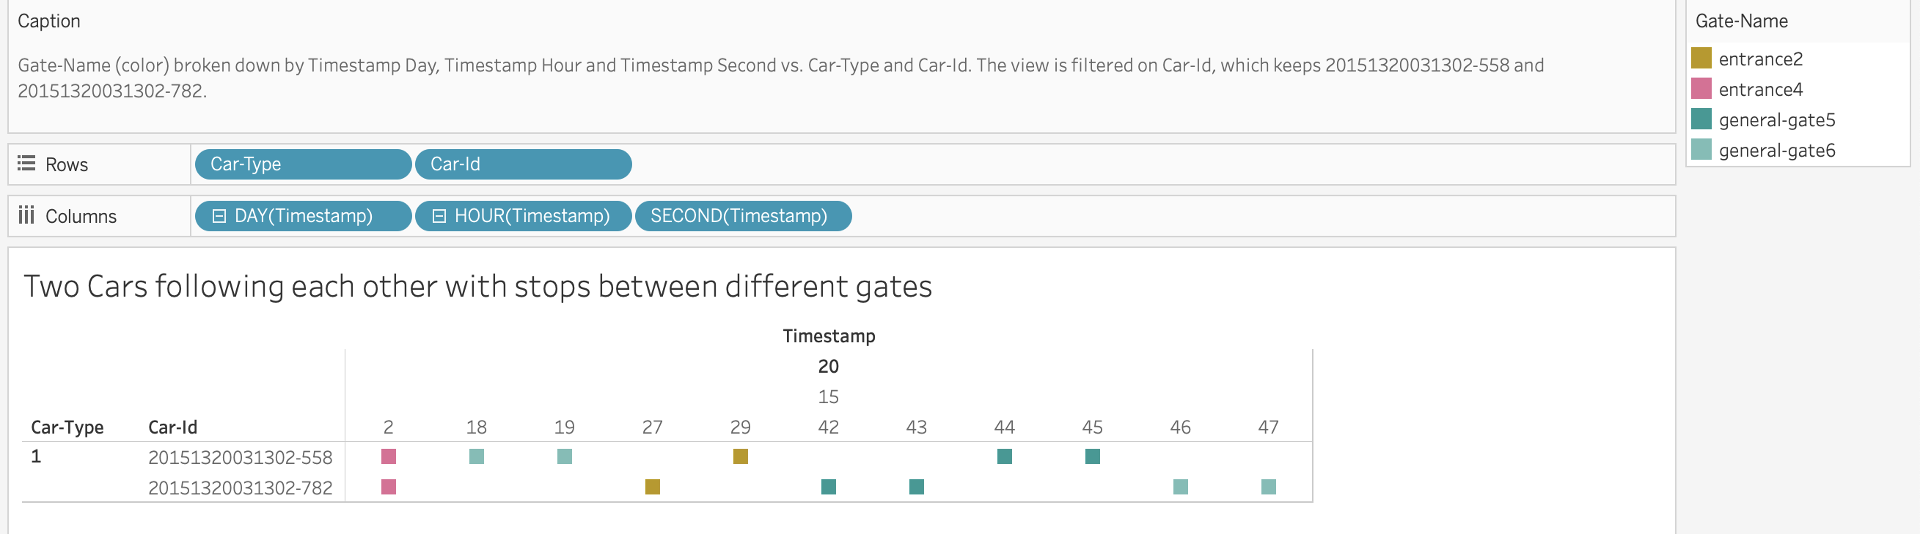 Caption
Gate-Name (color) broken down by Timestamp Day, Timestamp Hour and Timestamp Second vs. Car-Type and Car-Id. The view is filtered on Car-Id, which keeps 20151320031302-558 and
20151320031302-782.
Gate-Name
entrance2
entrance4
general-gate5
general-gate6
Rows Car-Type Car-Id
Columns DAY(Timestamp) HOUR(Timestamp) SECOND(Timestamp)
Two Cars following each other with stops between different gates
Timestamp
20
15
Car-Type Car-Id 2 18 19 27 29 42 43 44 45 46 47
1 20151320031302-558
20151320031302-782